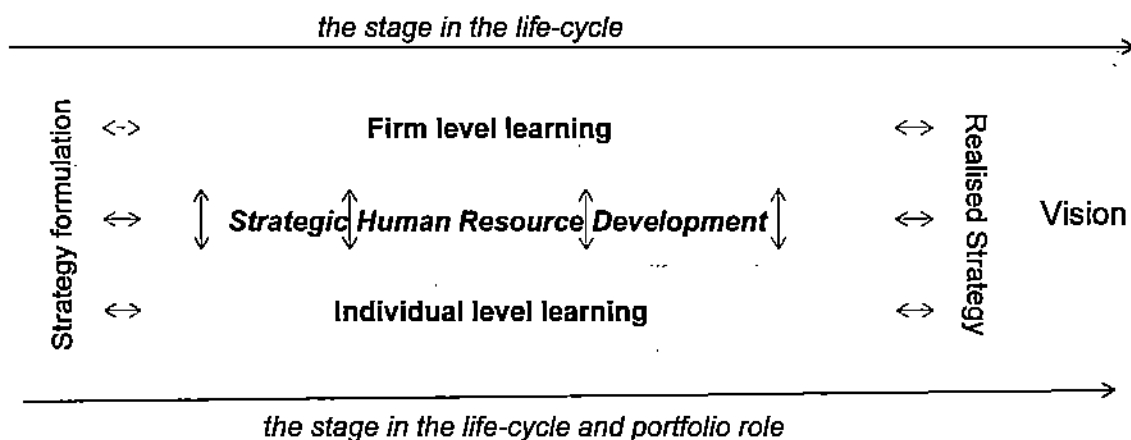 the stage in the life-cycle
Strategy formulation
Firm level learning
Strategic Human Resource Development
Individual level learning
Realised Strategy
Vision
the stage in the life-cycle and portfolio role